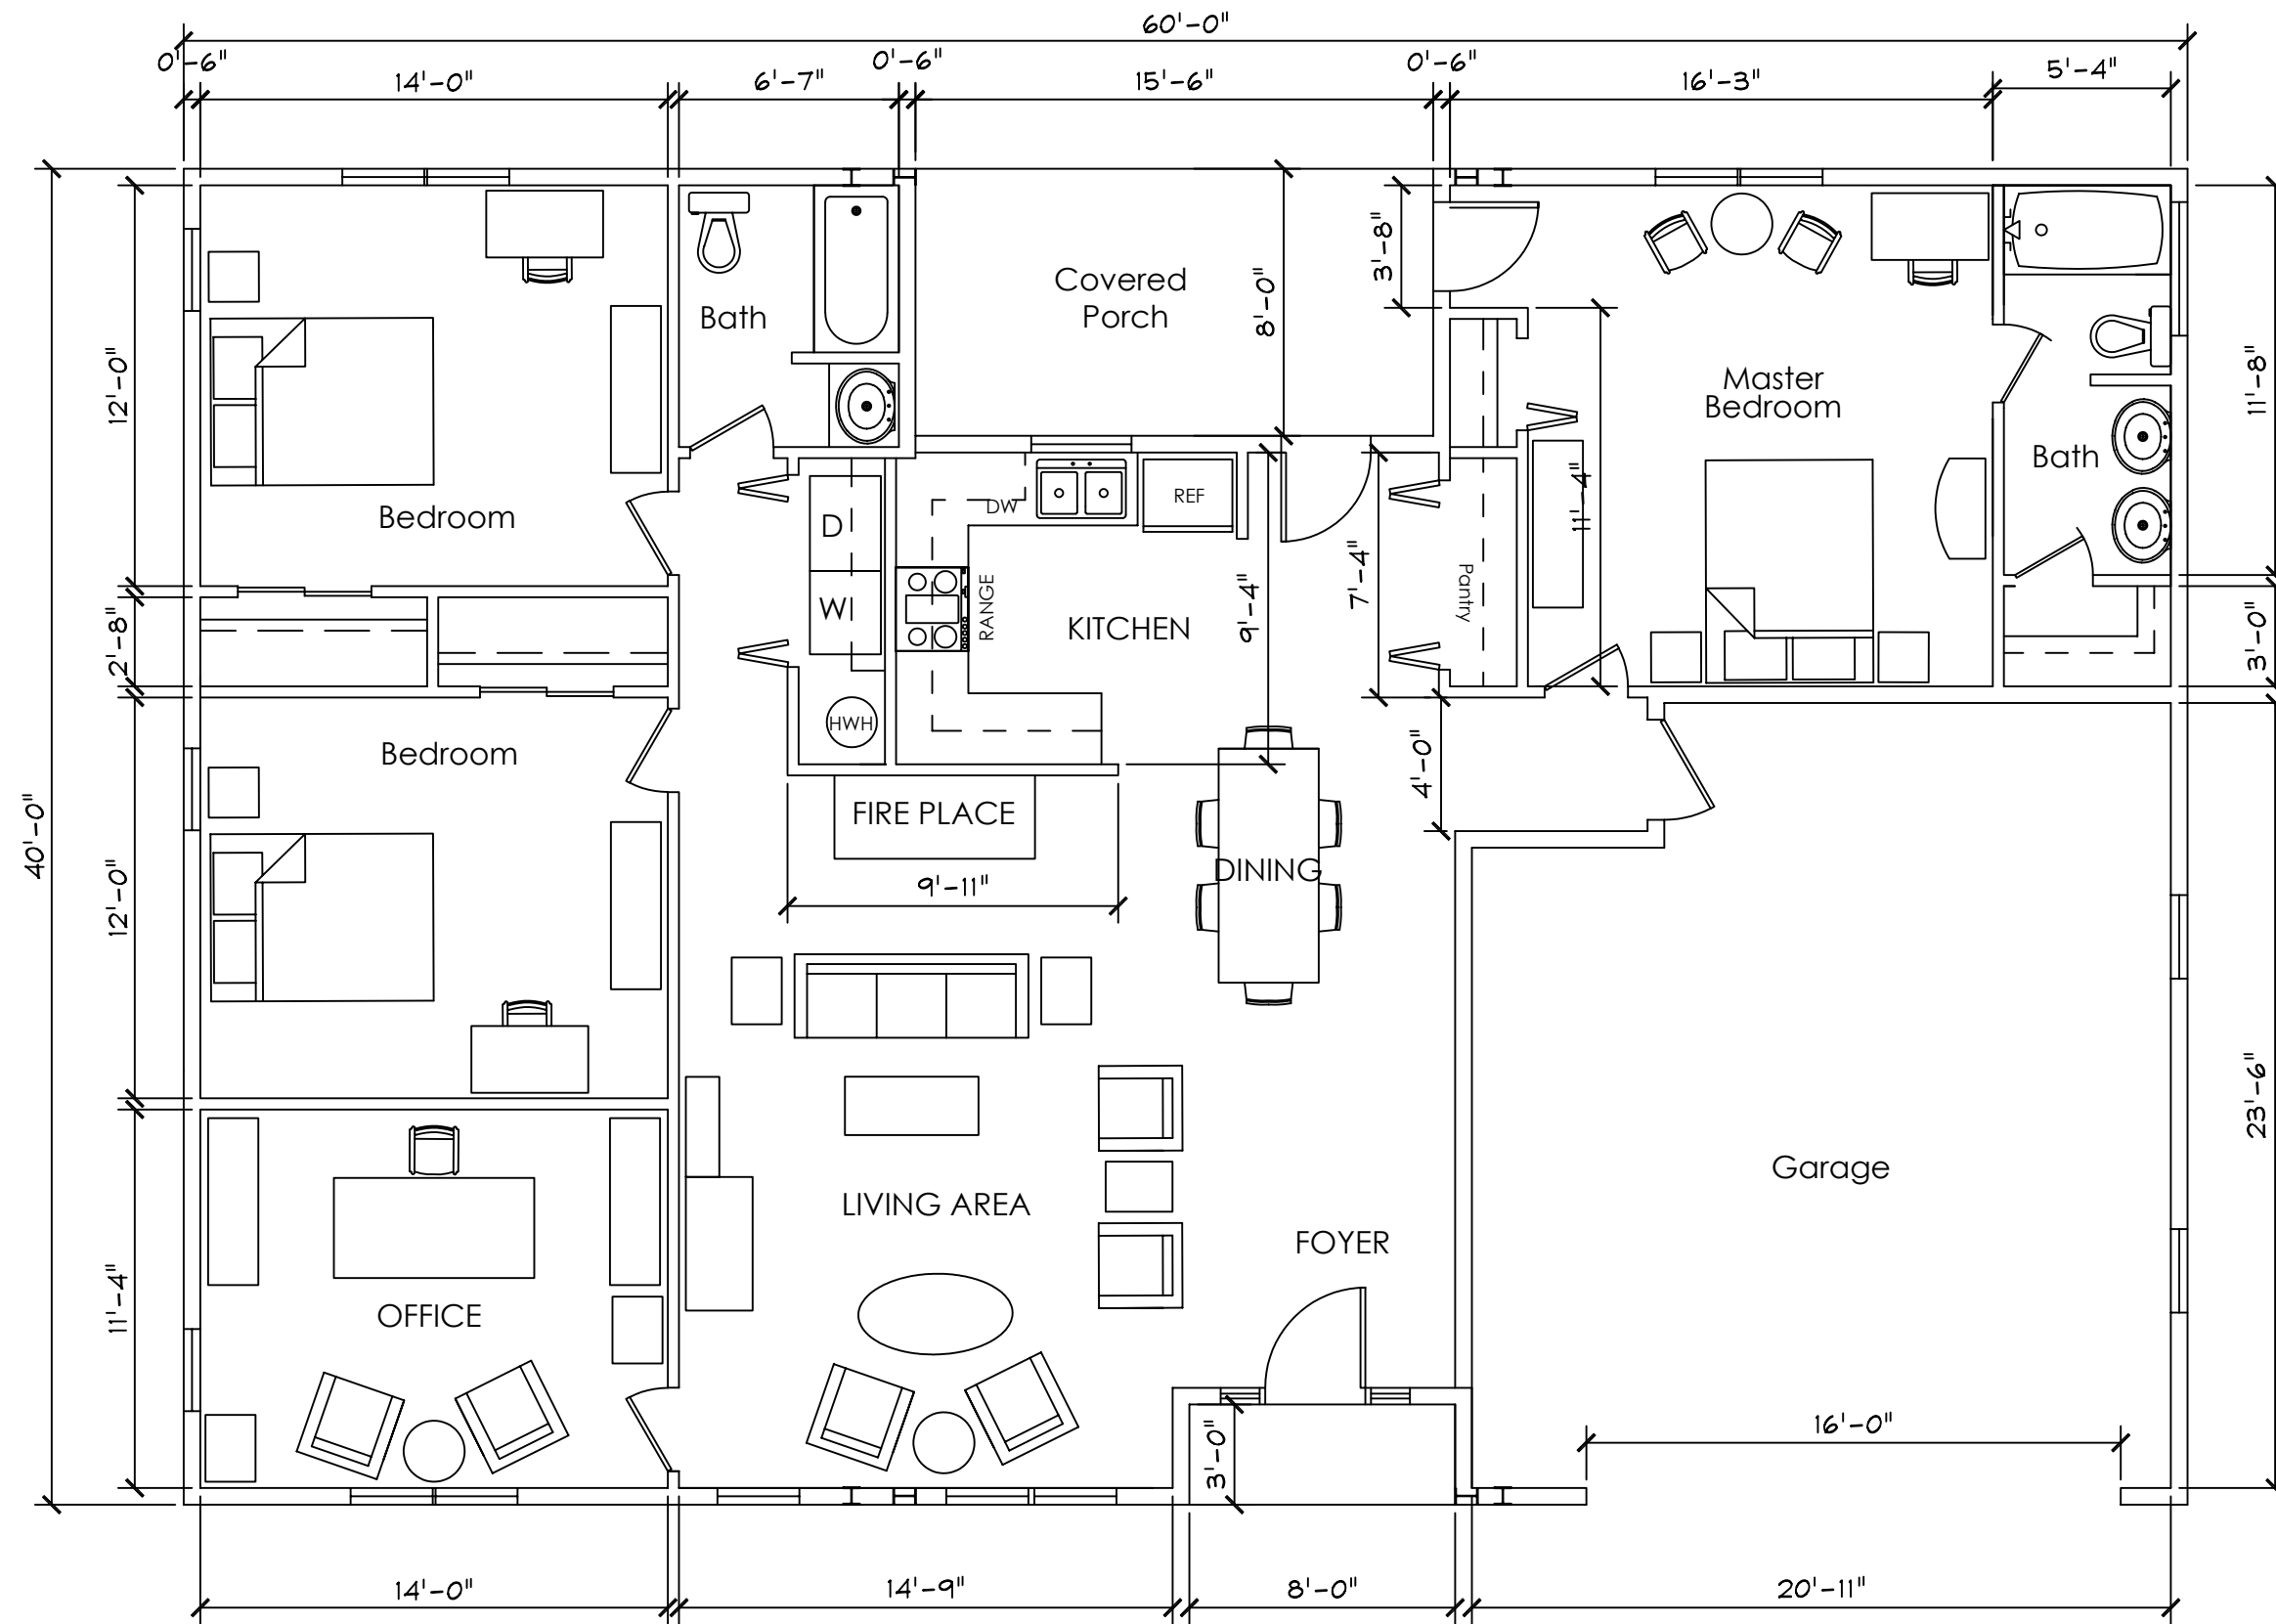 60'-0"
0'-6"
14'-0"
6'-7"
0'-6"
15'-6"
0'-6"
16'-3"
5'-4"
Covered
Porch
8'-0"
3'-8"
Bath
12'-0"
Master
Bedroom
11'-8"
Bath
Bedroom
DW
REF
11'-4"
D
W
RANGE
KITCHEN
9'-4"
7'-4"
Pantry
2'-8"
3'-0"
HWH
Bedroom
4'-0"
40'-0"
FIRE PLACE
12'-0"
DINING
9'-11"
23'-6"
Garage
LIVING AREA
FOYER
11'-4"
OFFICE
16'-0"
3'-0"
14'-0"
14'-9"
8'-0"
20'-11"